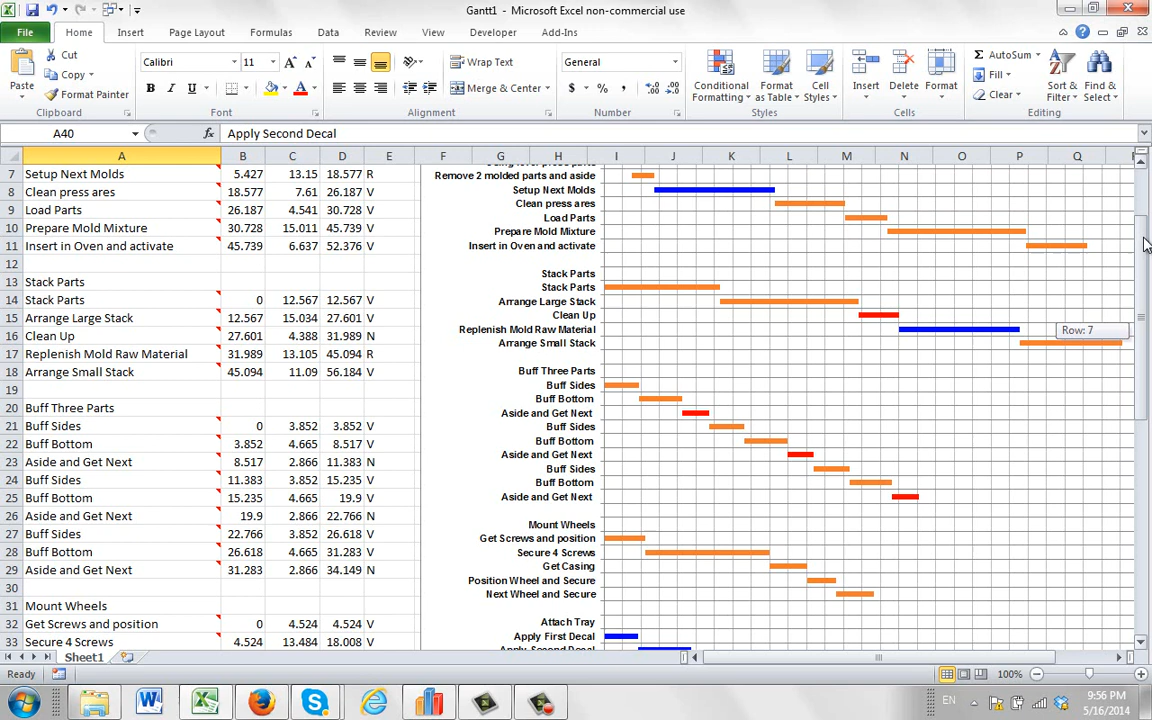 Gantt1 - Microsoft Excel non-commercial use
File Home Insert Page Layout Formulas Data Review View Developer Add-Ins
Paste
Cut
Copy
Format Painter
Clipboard
Calibri 11
B I U
Font
Wrap Text
Merge & Center
Alignment
General
$ % ,
Number
Conditional Formatting
Format as Table
Cell Styles
Styles
Insert Delete Format
Cells
AutoSum
Fill
Clear
Sort & Filter
Find & Select
Editing
A40 fx Apply Second Decal
A B C D E F G H I J K L M N O P Q
7 Setup Next Molds 5.427 13.15 18.577 R
8 Clean press ares 18.577 7.61 26.187 V
9 Load Parts 26.187 4.541 30.728 V
10 Prepare Mold Mixture 30.728 15.011 45.739 V
11 Insert in Oven and activate 45.739 6.637 52.376 V
12
13 Stack Parts
14 Stack Parts 0 12.567 12.567 V
15 Arrange Large Stack 12.567 15.034 27.601 V
16 Clean Up 27.601 4.388 31.989 N
17 Replenish Mold Raw Material 31.989 13.105 45.094 R
18 Arrange Small Stack 45.094 11.09 56.184 V
19
20 Buff Three Parts
21 Buff Sides 0 3.852 3.852 V
22 Buff Bottom 3.852 4.665 8.517 V
23 Aside and Get Next 8.517 2.866 11.383 N
24 Buff Sides 11.383 3.852 15.235 V
25 Buff Bottom 15.235 4.665 19.9 V
26 Aside and Get Next 19.9 2.866 22.766 N
27 Buff Sides 22.766 3.852 26.618 V
28 Buff Bottom 26.618 4.665 31.283 V
29 Aside and Get Next 31.283 2.866 34.149 N
30
31 Mount Wheels
32 Get Screws and position 0 4.524 4.524 V
33 Secure 4 Screws 4.524 13.484 18.008 V
Remove 2 molded parts and aside
Setup Next Molds
Clean press ares
Load Parts
Prepare Mold Mixture
Insert in Oven and activate
Stack Parts
Stack Parts
Arrange Large Stack
Clean Up
Replenish Mold Raw Material
Row: 7
Arrange Small Stack
Buff Three Parts
Buff Sides
Buff Bottom
Aside and Get Next
Buff Sides
Buff Bottom
Aside and Get Next
Buff Sides
Buff Bottom
Aside and Get Next
Mount Wheels
Get Screws and position
Secure 4 Screws
Get Casing
Position Wheel and Secure
Next Wheel and Secure
Attach Tray
Apply First Decal
Apply Second Decal
Sheet1
Ready
100%
EN
9:56 PM
5/16/2014